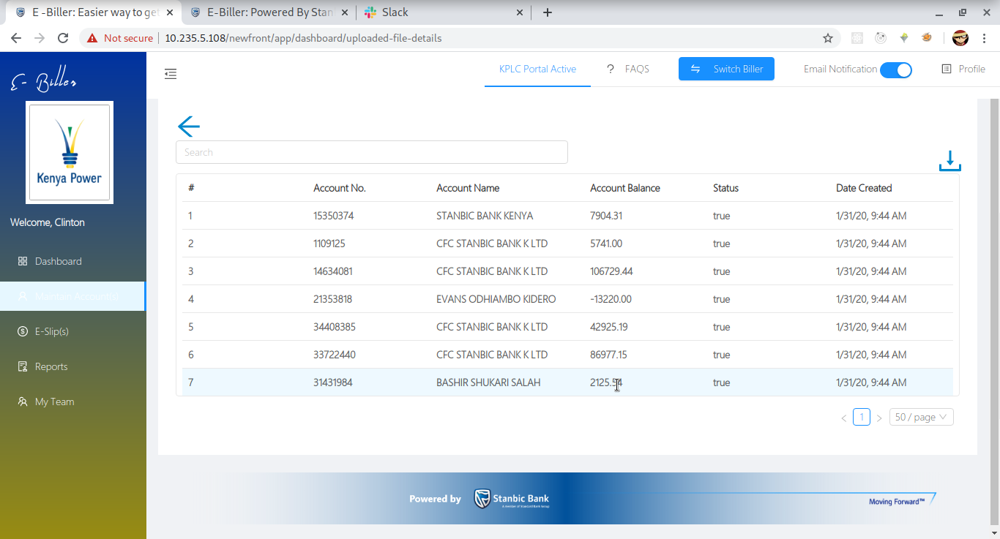 E -Biller: Easier way to get
E-Biller: Powered By Stan
Slack
Not secure
10.235.5.108/newfront/app/dashboard/uploaded-file-details
E- Biller
Kenya Power
Welcome, Clinton
Dashboard
Maintain Account(s)
E-Slip(s)
Reports
My Team
KPLC Portal Active
? FAQS
Switch Biller
Email Notification
Profile
Search
# Account No. Account Name Account Balance Status Date Created
1 15350374 STANBIC BANK KENYA 7904.31 true 1/31/20, 9:44 AM
2 1109125 CFC STANBIC BANK K LTD 5741.00 true 1/31/20, 9:44 AM
3 14634081 CFC STANBIC BANK K LTD 106729.44 true 1/31/20, 9:44 AM
4 21353818 EVANS ODHIAMBO KIDERO -13220.00 true 1/31/20, 9:44 AM
5 34408385 CFC STANBIC BANK K LTD 42925.19 true 1/31/20, 9:44 AM
6 33722440 CFC STANBIC BANK K LTD 86977.15 true 1/31/20, 9:44 AM
7 31431984 BASHIR SHUKARI SALAH 2125.54 true 1/31/20, 9:44 AM
< 1 > 50 / page
Powered by
Stanbic Bank
A member of Standard Bank Group
Moving Forward™